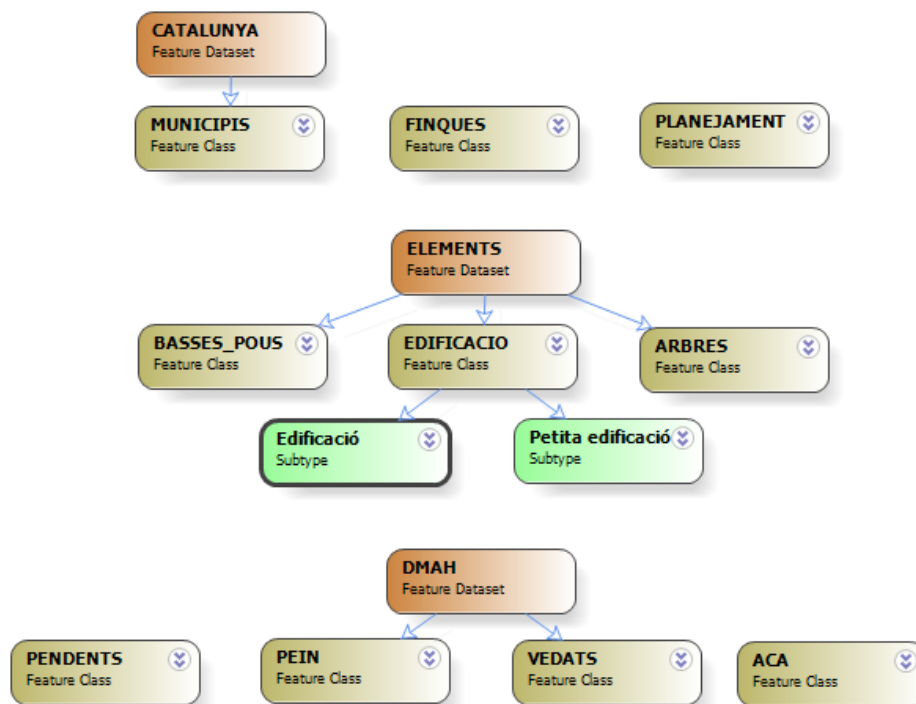 CATALUNYA
Feature Dataset
MUNICIPIS
Feature Class
FINQUES
Feature Class
PLANEJAMENT
Feature Class
ELEMENTS
Feature Dataset
BASSES_POUS
Feature Class
EDIFICACIO
Feature Class
ARBRES
Feature Class
Edificació
Subtype
Petita edificació
Subtype
DMAH
Feature Dataset
PENDENTS
Feature Class
PEIN
Feature Class
VEDATS
Feature Class
ACA
Feature Class